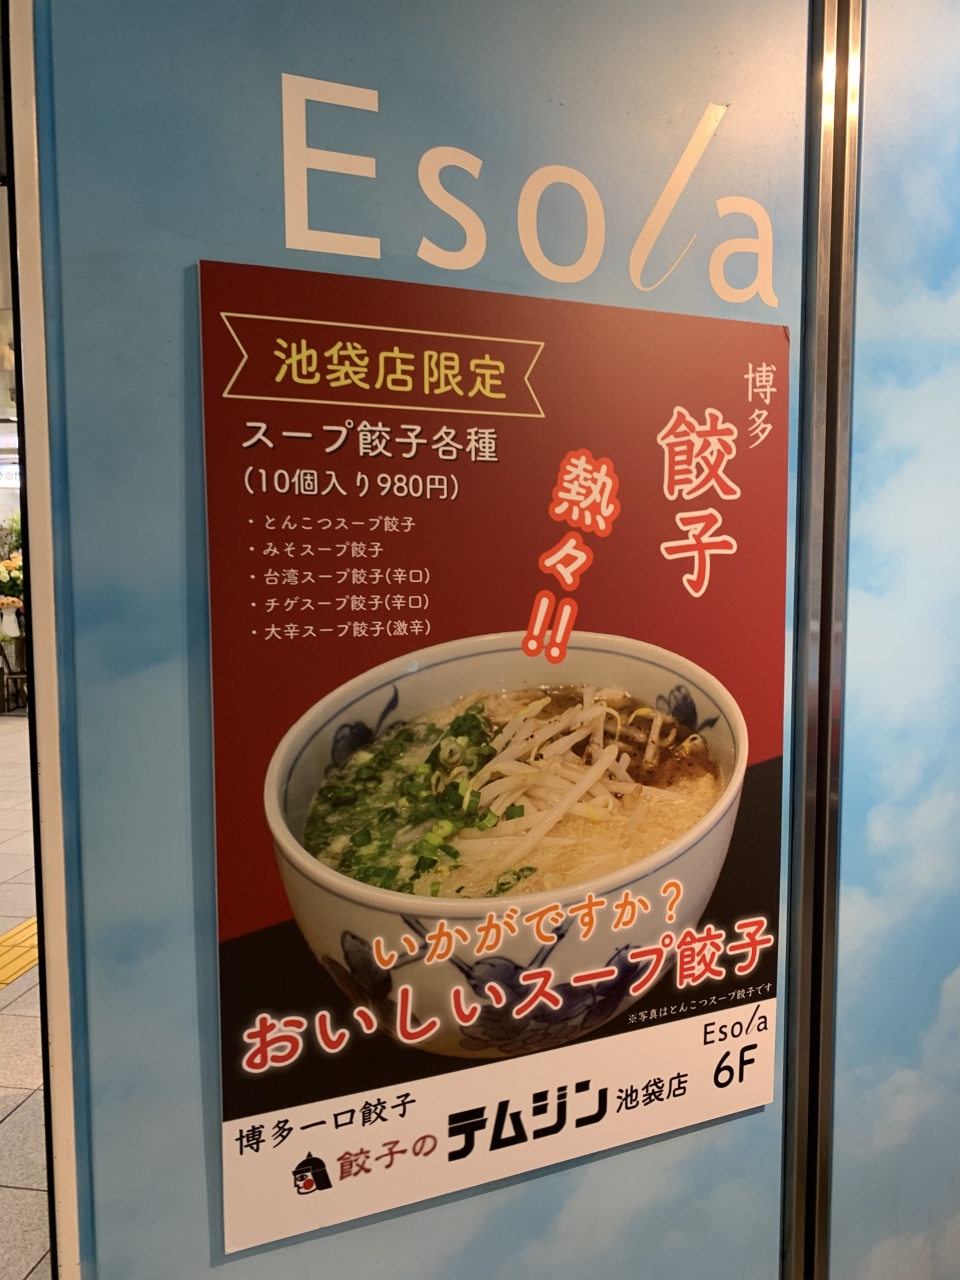 Esola
池袋店限定
スープ餃子各種
(10個入り980円)
・とんこつスープ餃子
・みそスープ餃子
・台湾スープ餃子(辛口)
・チゲスープ餃子(辛口)
・大辛スープ餃子(激辛)
博多
餃子
熱々!!
いかがですか？
おいしいスープ餃子
※写真はとんこつスープ餃子です
Esola
6F
博多一口餃子
餃子のテムジン 池袋店